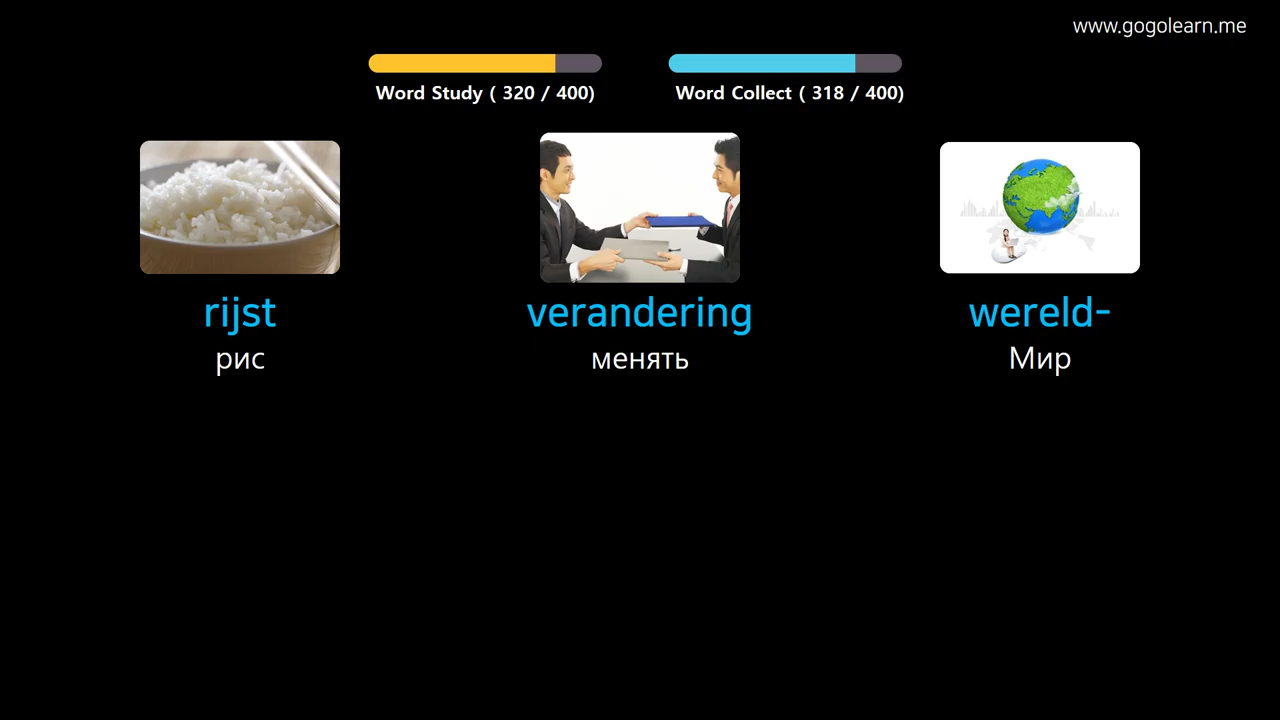 www.gogolearn.me
Word Study ( 320 / 400)
Word Collect ( 318 / 400)
rijst
verandering
wereld-
рис
менять
Мир